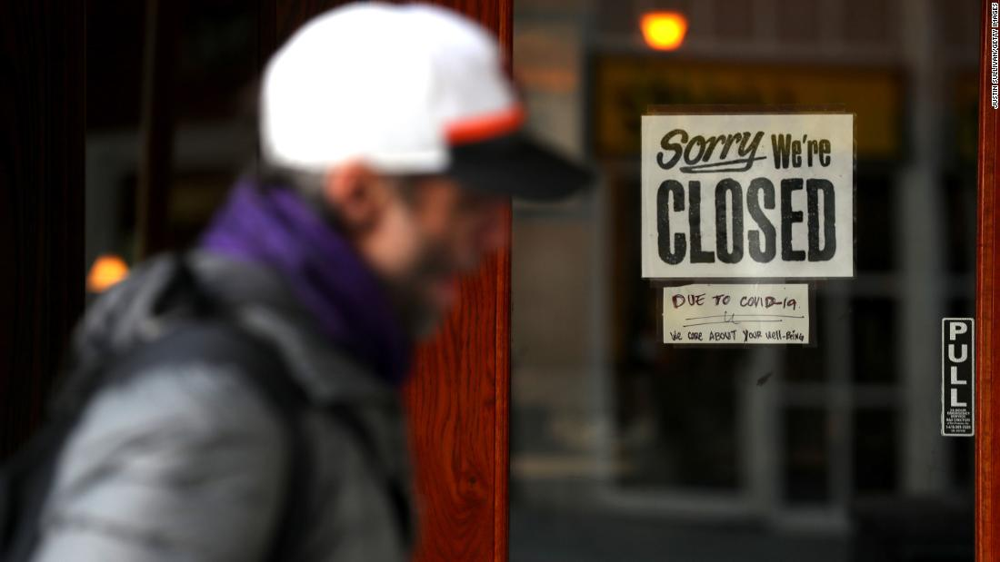 JUSTIN SULLIVAN/GETTY IMAGES
Sorry We're
CLOSED
DUE TO COVID-19.
WE CARE ABOUT YOUR WELL-BEING
PULL